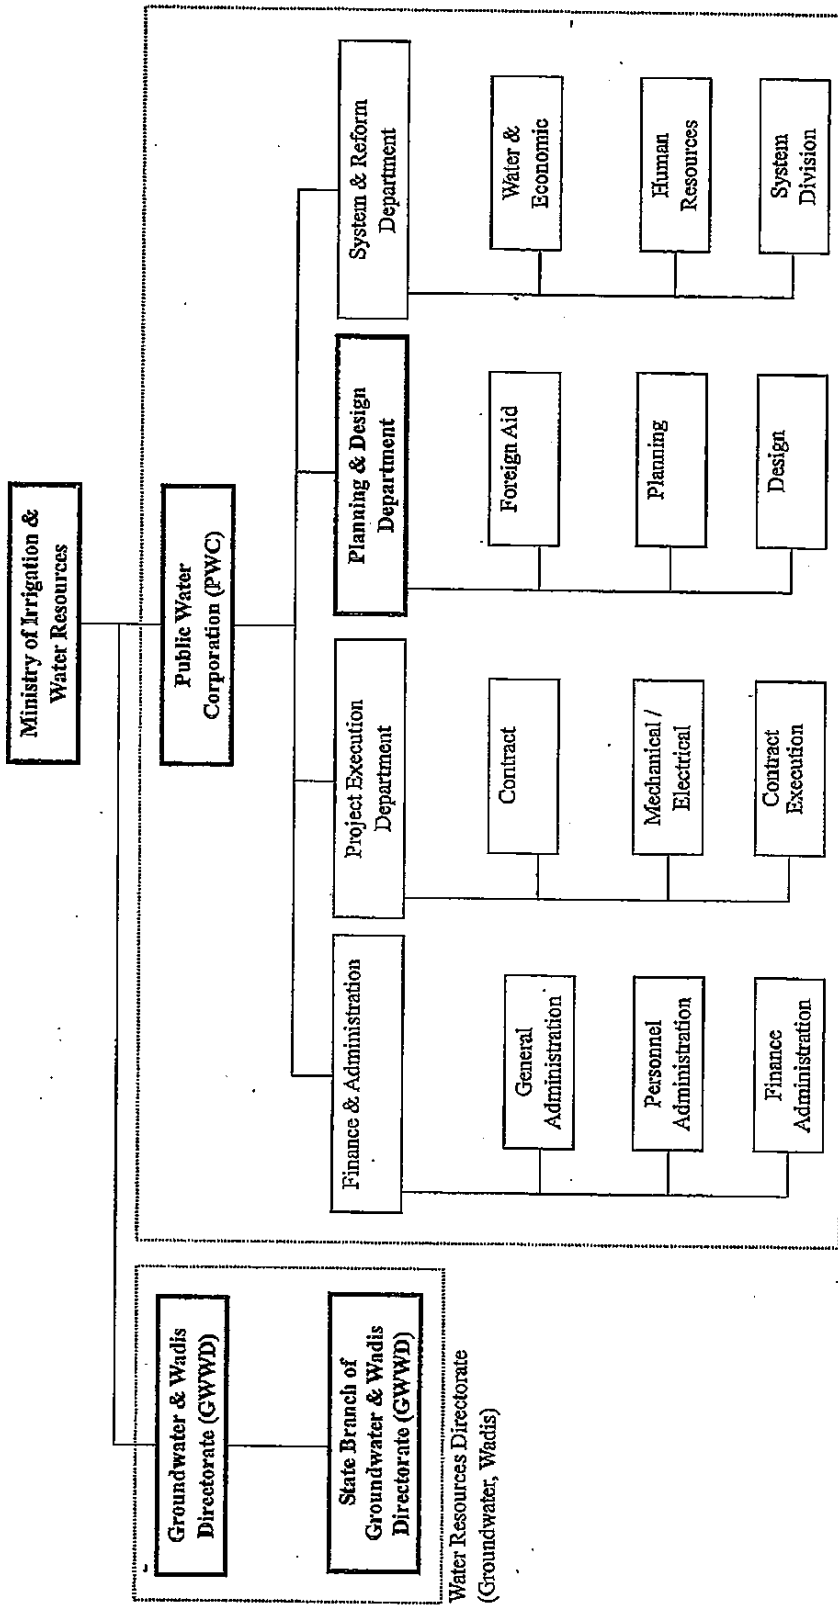 Ministry of Irrigation &
Water Resources
Groundwater & Wadis
Directorate (GWWD)
State Branch of
Groundwater & Wadis
Directorate (GWWD)
Water Resources Directorate
(Groundwater, Wadis)
Public Water
Corporation (PWC)
Finance & Administration
General
Administration
Personnel
Administration
Finance
Administration
Project Execution
Department
Contract
Mechanical /
Electrical
Contract
Execution
Planning & Design
Department
Foreign Aid
Planning
Design
System & Reform
Department
Water &
Economic
Human
Resources
System
Division